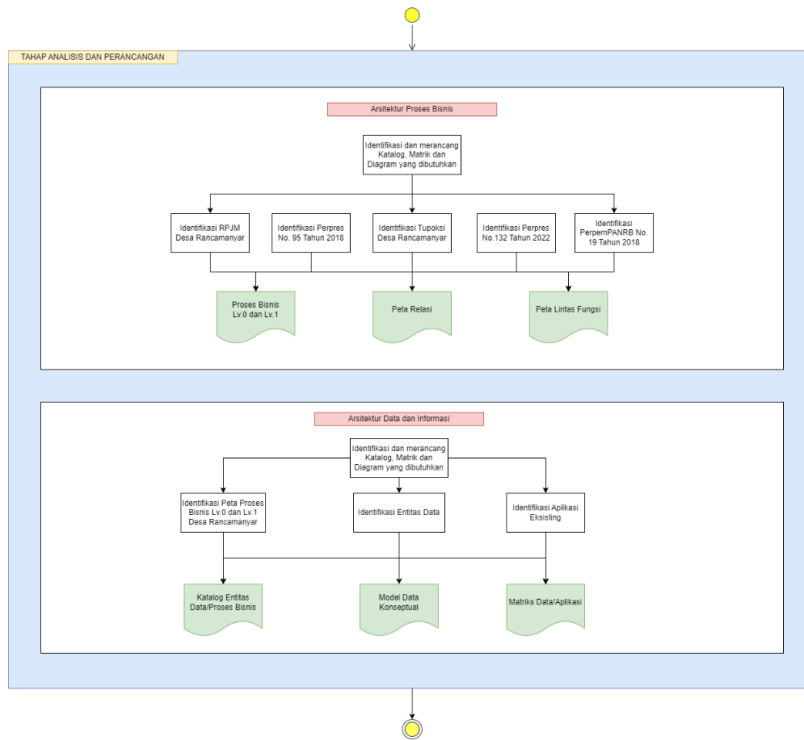 TAHAP ANALISIS DAN PERANCANGAN
Arsitektur Proses Bisnis
Identifikasi dan merancang
Katalog, Matrik dan
Diagram yang dibutuhkan
Identifikasi RPJM
Desa Rancamanyar
Identifikasi Perpres
No. 95 Tahun 2018
Identifikasi Tupoksi
Desa Rancamanyar
Identifikasi Perpres
No.132 Tahun 2022
Identifikasi
PerpemPANRB No.
19 Tahun 2018
Proses Bisnis
Lv.0 dan Lv.1
Peta Relasi
Peta Lintas Fungsi
Arsitektur Data dan Informasi
Identifikasi dan merancang
Katalog, Matrik dan
Diagram yang dibutuhkan
Identifikasi Peta Proses
Bisnis Lv.0 dan Lv.1
Desa Rancamanyar
Identifikasi Entitas Data
Identifikasi Aplikasi
Eksisting
Katalog Entitas
Data/Proses Bisnis
Model Data
Konseptual
Matriks Data/Aplikasi